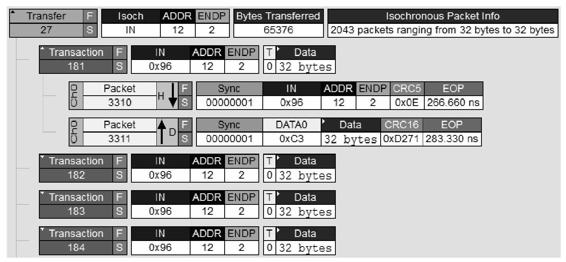 Transfer F Isoch ADDR ENDP Bytes Transferred Isochronous Packet Info
27 S IN 12 2 65376 2043 packets ranging from 32 bytes to 32 bytes
Transaction F IN ADDR ENDP T Data
181 S 0x96 12 2 0 32 bytes
Ch0 Packet H F Sync IN ADDR ENDP CRC5 EOP
3310 S 00000001 0x96 12 2 0x0E 266.660 ns
Ch0 Packet D F Sync DATA0 Data CRC16 EOP
3311 S 00000001 0xC3 32 bytes 0xD271 283.330 ns
Transaction F IN ADDR ENDP T Data
182 S 0x96 12 2 0 32 bytes
Transaction F IN ADDR ENDP T Data
183 S 0x96 12 2 0 32 bytes
Transaction F IN ADDR ENDP T Data
184 S 0x96 12 2 0 32 bytes